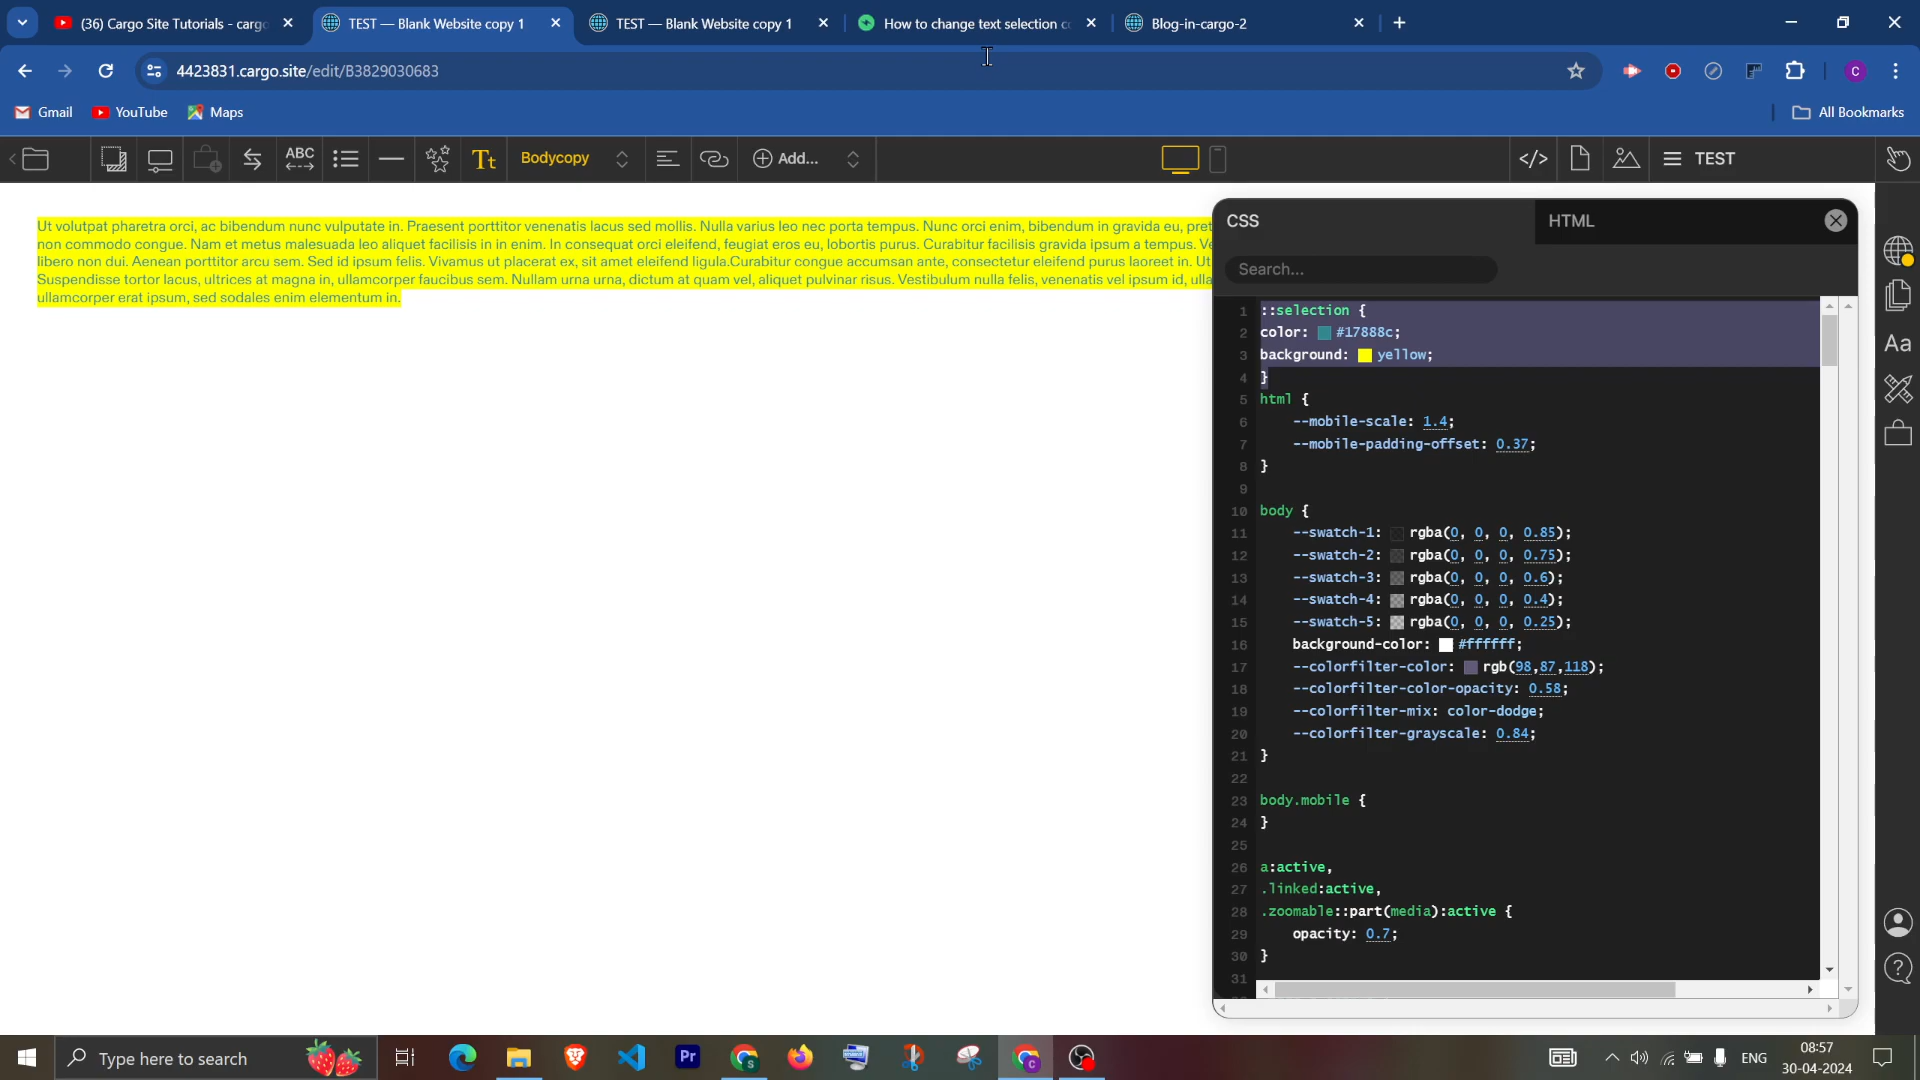 (36) Cargo Site Tutorials - cargo
TEST — Blank Website copy 1
TEST — Blank Website copy 1
How to change text selection co
Blog-in-cargo-2
4423831.cargo.site/edit/B3829030683
C
Gmail
YouTube
Maps
All Bookmarks
ABC
Tt
Bodycopy
Add...
</>
TEST
Ut volutpat pharetra orci, ac bibendum nunc vulputate in. Praesent porttitor venenatis lacus sed mollis. Nulla varius leo nec porta tempus. Nunc orci enim, bibendum in gravida eu, pret
non commodo congue. Nam et metus malesuada leo aliquet facilisis in in enim. In consequat orci eleifend, feugiat eros eu, lobortis purus. Curabitur facilisis gravida ipsum a tempus. Ve
libero non dui. Aenean porttitor arcu sem. Sed id ipsum felis. Vivamus ut placerat ex, sit amet eleifend ligula.Curabitur congue accumsan ante, consectetur eleifend purus laoreet in. Ut
Suspendisse tortor lacus, ultrices at magna in, ullamcorper faucibus sem. Nullam urna urna, dictum at quam vel, aliquet pulvinar risus. Vestibulum nulla felis, venenatis vel ipsum id, ulla
ullamcorper erat ipsum, sed sodales enim elementum in.
CSS
HTML
Search...
1 ::selection {
2 color: #17888c;
3 background: yellow;
4 }
5 html {
6 --mobile-scale: 1.4;
7 --mobile-padding-offset: 0.37;
8 }
9
10 body {
11 --swatch-1: rgba(0, 0, 0, 0.85);
12 --swatch-2: rgba(0, 0, 0, 0.75);
13 --swatch-3: rgba(0, 0, 0, 0.6);
14 --swatch-4: rgba(0, 0, 0, 0.4);
15 --swatch-5: rgba(0, 0, 0, 0.25);
16 background-color: #ffffff;
17 --colorfilter-color: rgb(98,87,118);
18 --colorfilter-color-opacity: 0.58;
19 --colorfilter-mix: color-dodge;
20 --colorfilter-grayscale: 0.84;
21 }
22
23 body.mobile {
24 }
25
26 a:active,
27 .linked:active,
28 .zoomable::part(media):active {
29 opacity: 0.7;
30 }
31
Aa
Type here to search
Pr
ENG
08:57
30-04-2024